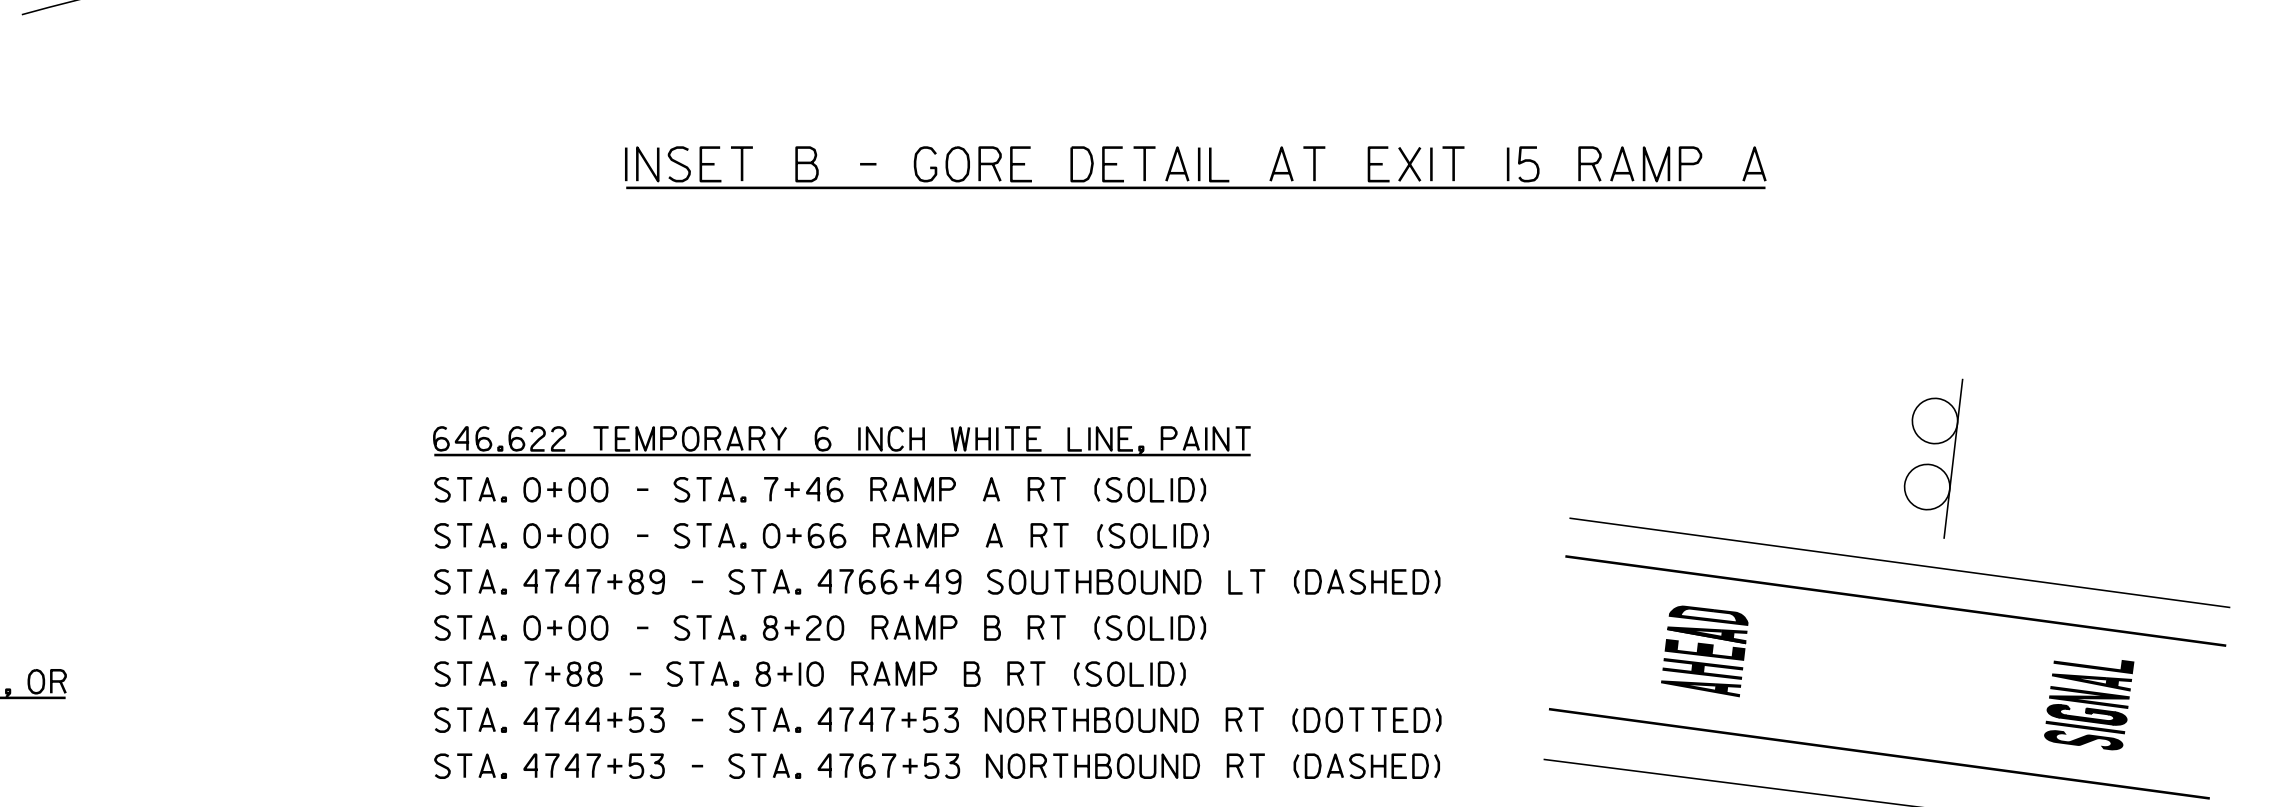 INSET B - GORE DETAIL AT EXIT 15 RAMP A
646.622 TEMPORARY 6 INCH WHITE LINE, PAINT
STA. 0+00 - STA. 7+46 RAMP A RT (SOLID)
STA. 0+00 - STA. 0+66 RAMP A RT (SOLID)
STA. 4747+89 - STA. 4766+49 SOUTHBOUND LT (DASHED)
STA. 0+00 - STA. 8+20 RAMP B RT (SOLID)
STA. 7+88 - STA. 8+10 RAMP B RT (SOLID)
STA. 4744+53 - STA. 4747+53 NORTHBOUND RT (DOTTED)
STA. 4747+53 - STA. 4767+53 NORTHBOUND RT (DASHED)
, OR
AHEAD
SIGNAL